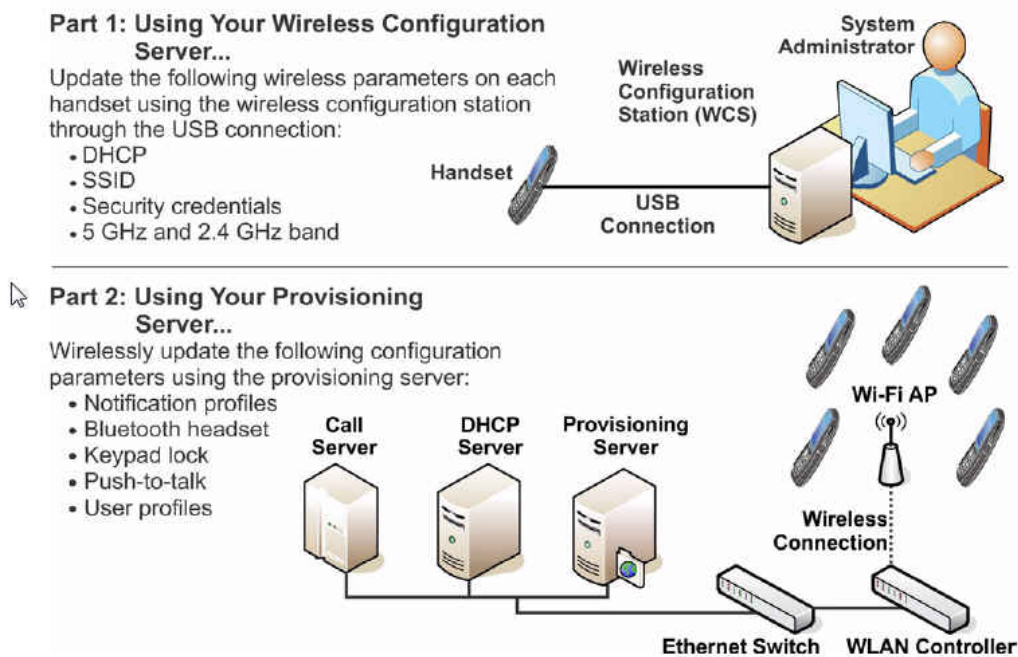 Part 1: Using Your Wireless Configuration
Server...
Update the following wireless parameters on each
handset using the wireless configuration station
through the USB connection:
• DHCP
• SSID
• Security credentials
• 5 GHz and 2.4 GHz band
System
Administrator
Wireless
Configuration
Station (WCS)
Handset
USB
Connection
Part 2: Using Your Provisioning
Server...
Wirelessly update the following configuration
parameters using the provisioning server:
• Notification profiles
• Bluetooth headset
• Keypad lock
• Push-to-talk
• User profiles
Call
Server
DHCP
Server
Provisioning
Server
Wi-Fi AP
Wireless
Connection
Ethernet Switch
WLAN Controller